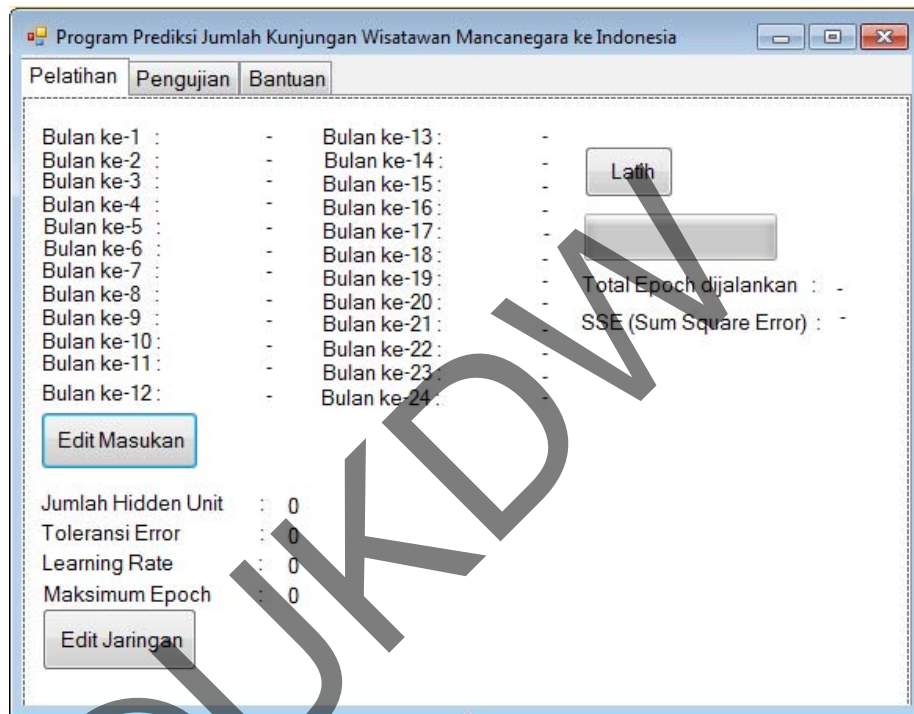 Program Prediksi Jumlah Kunjungan Wisatawan Mancanegara ke Indonesia
Pelatihan Pengujian Bantuan
Bulan ke-1 : -
Bulan ke-2 : -
Bulan ke-3 : -
Bulan ke-4 : -
Bulan ke-5 : -
Bulan ke-6 : -
Bulan ke-7 : -
Bulan ke-8 : -
Bulan ke-9 : -
Bulan ke-10 : -
Bulan ke-11 : -
Bulan ke-12 : -
Bulan ke-13 : -
Bulan ke-14 : -
Bulan ke-15 : -
Bulan ke-16 : -
Bulan ke-17 : -
Bulan ke-18 : -
Bulan ke-19 : -
Bulan ke-20 : -
Bulan ke-21 : -
Bulan ke-22 : -
Bulan ke-23 : -
Bulan ke-24 : -
Latih
Total Epoch dijalankan : -
SSE (Sum Square Error) : -
Edit Masukan
Jumlah Hidden Unit : 0
Toleransi Error : 0
Learning Rate : 0
Maksimum Epoch : 0
Edit Jaringan
UKDW